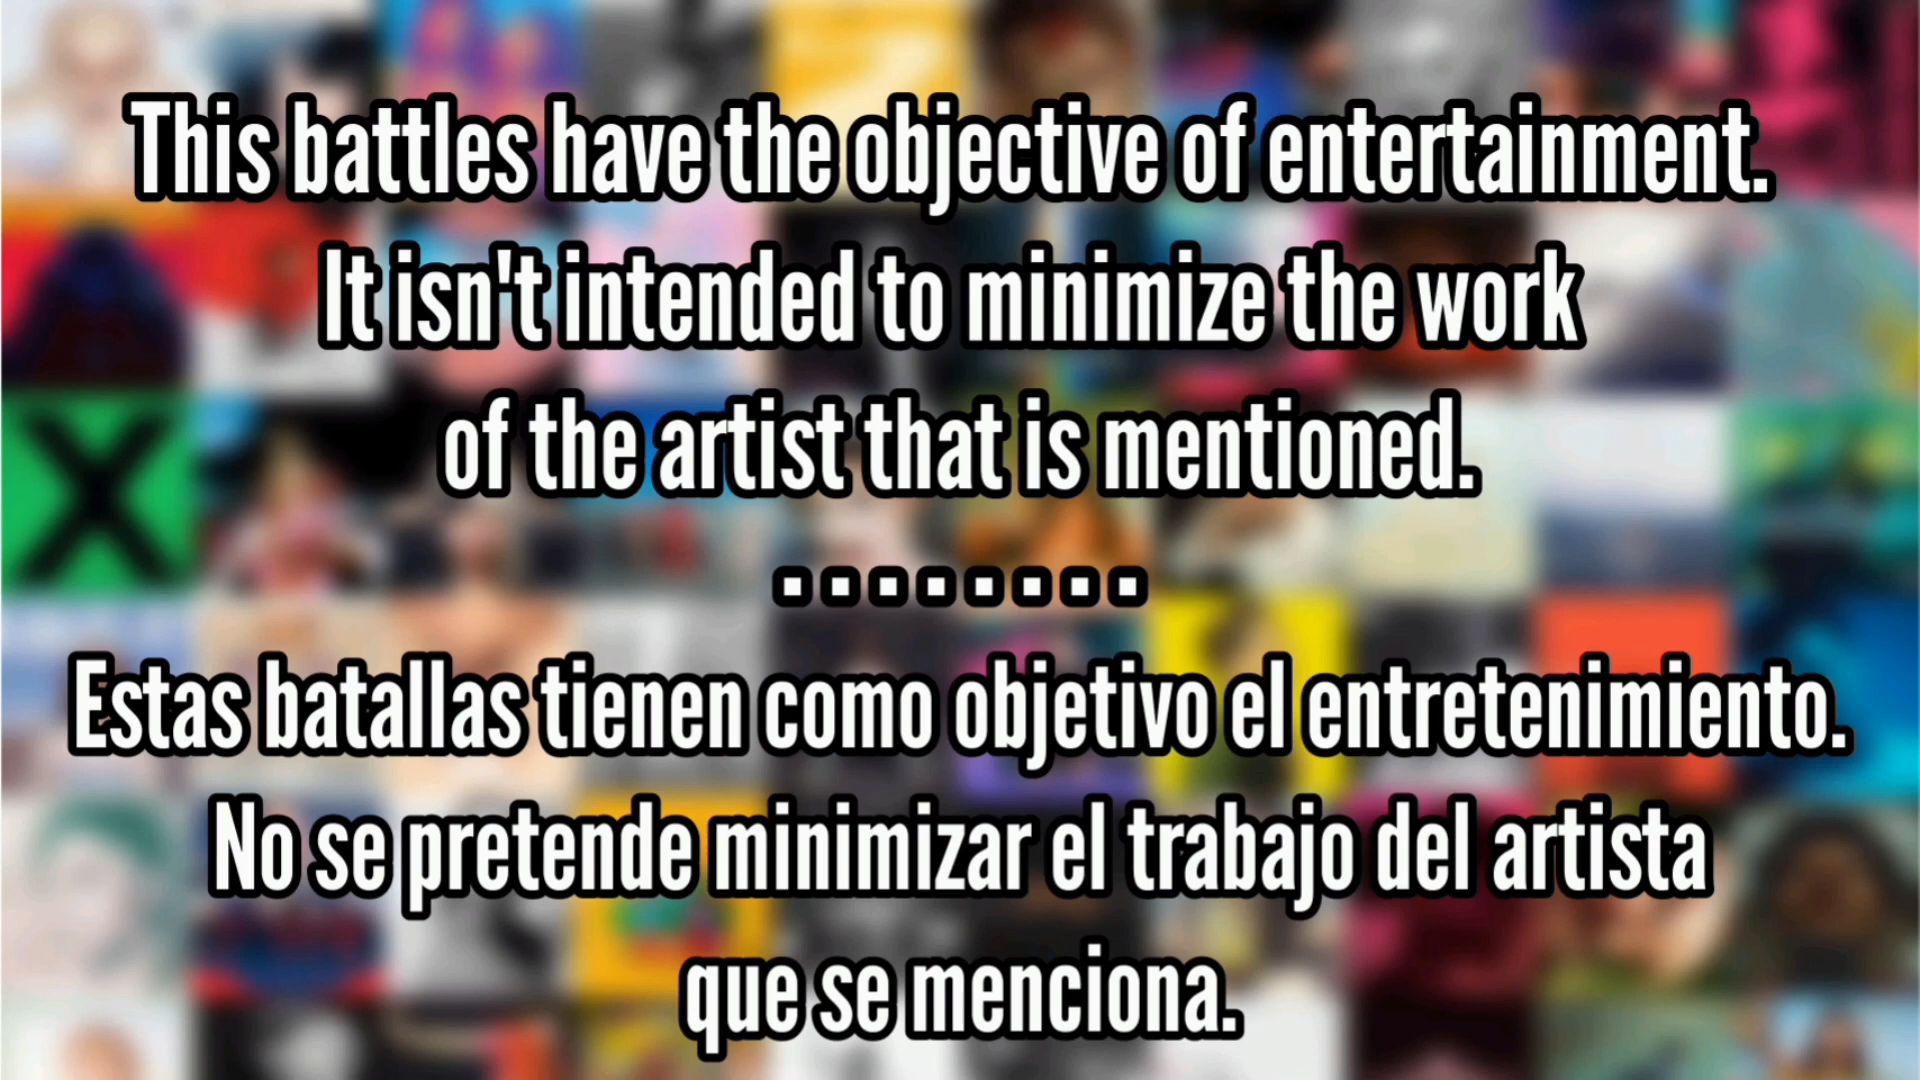 This battles have the objective of entertainment.
It isn't intended to minimize the work
of the artist that is mentioned.
........
Estas batallas tienen como objetivo el entretenimiento.
No se pretende minimizar el trabajo del artista
que se menciona.